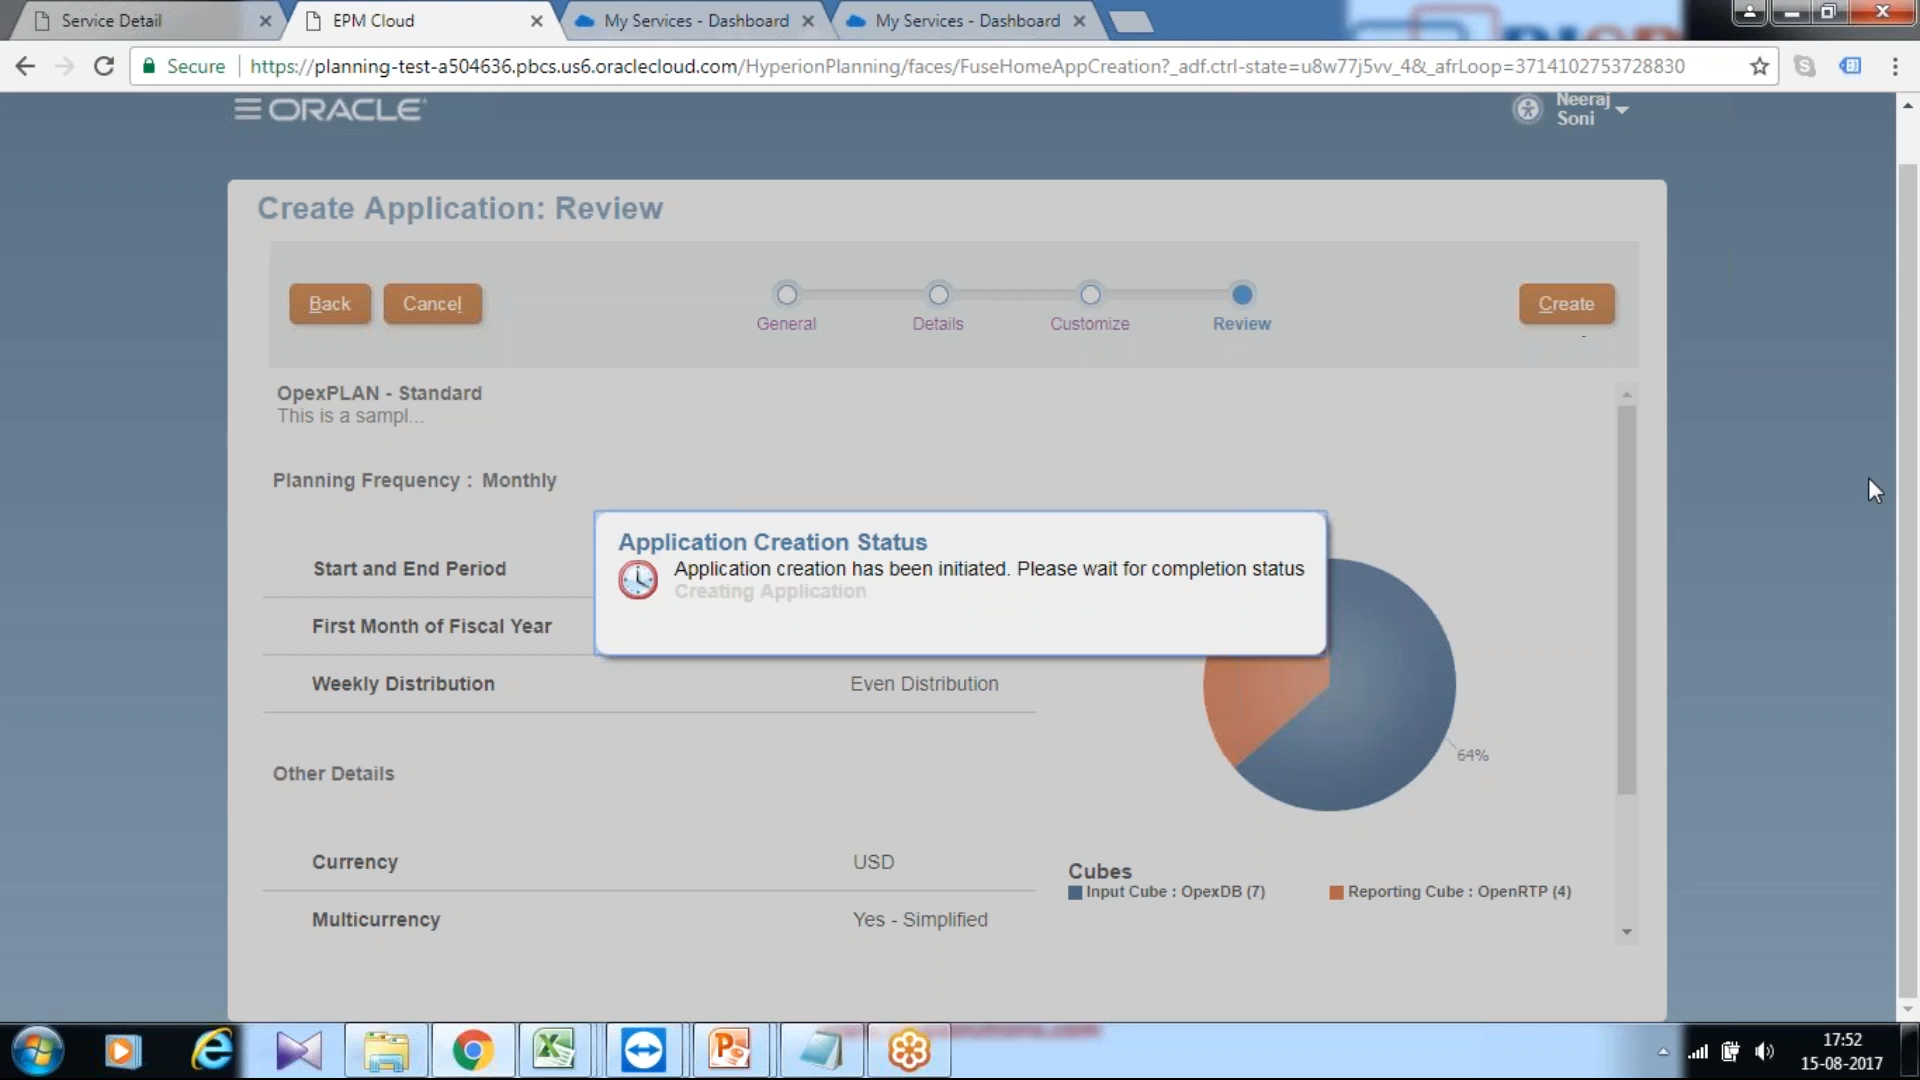 Service Detail
EPM Cloud
My Services - Dashboard
My Services - Dashboard
Secure
https://planning-test-a504636.pbcs.us6.oraclecloud.com/HyperionPlanning/faces/FuseHomeAppCreation?_adf.ctrl-state=u8w77j5vv_4&_afrLoop=3714102753728830
ORACLE
Neeraj
Soni
Create Application: Review
Back
Cancel
General
Details
Customize
Review
Create
OpexPLAN - Standard
This is a sampl...
Planning Frequency : Monthly
Application Creation Status
Application creation has been initiated. Please wait for completion status
Creating Application
Start and End Period
First Month of Fiscal Year
Weekly Distribution
Even Distribution
64%
Other Details
Currency
USD
Multicurrency
Yes - Simplified
Cubes
Input Cube : OpexDB (7)
Reporting Cube : OpenRTP (4)
17:52
15-08-2017